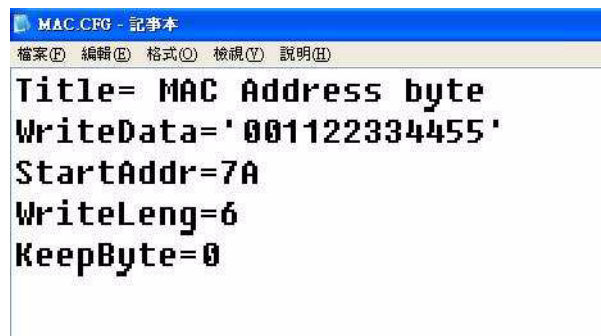 MAC.CFG - 記事本
檔案(F) 編輯(E) 格式(O) 檢視(V) 說明(H)
Title= MAC Address byte
WriteData='001122334455'
StartAddr=7A
WriteLeng=6
KeepByte=0